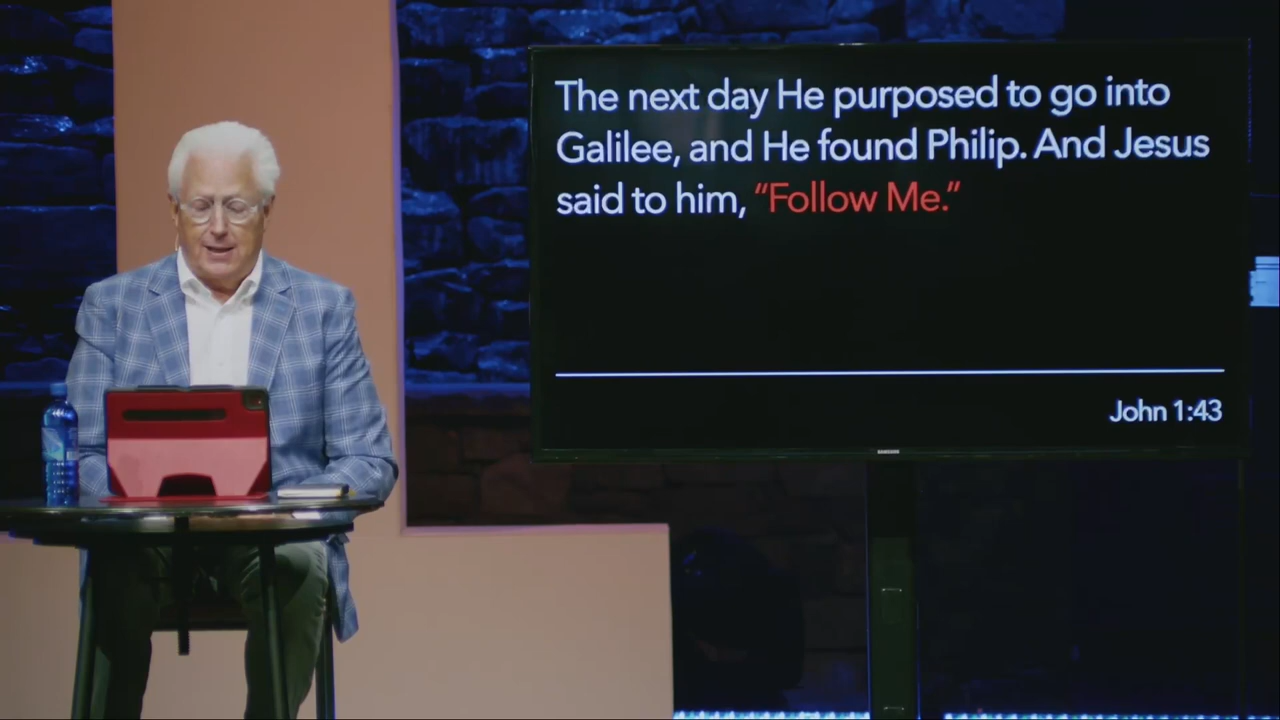 The next day He purposed to go into
Galilee, and He found Philip. And Jesus
said to him, “Follow Me.”
John 1:43
SAMSUNG